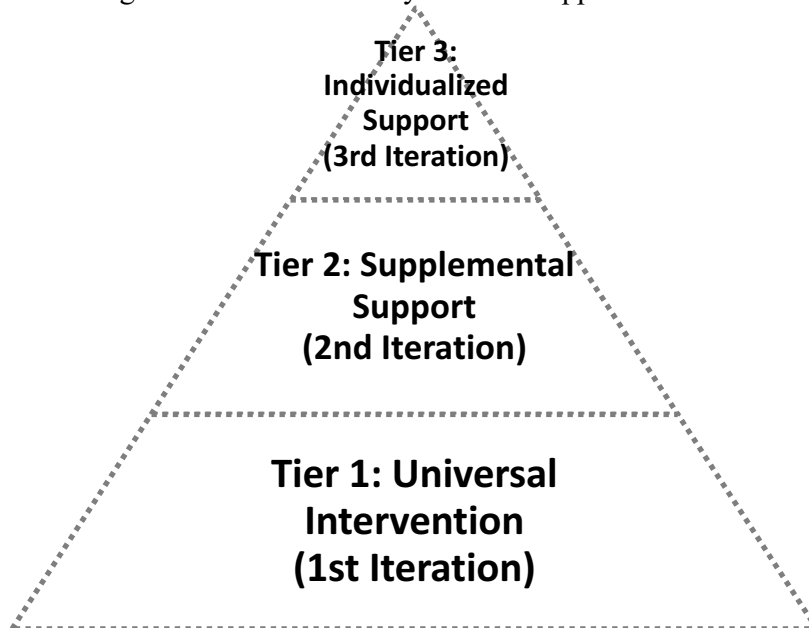 Tier 3:
Individualized
Support
(3rd Iteration)
Tier 2: Supplemental
Support
(2nd Iteration)
Tier 1: Universal
Intervention
(1st Iteration)